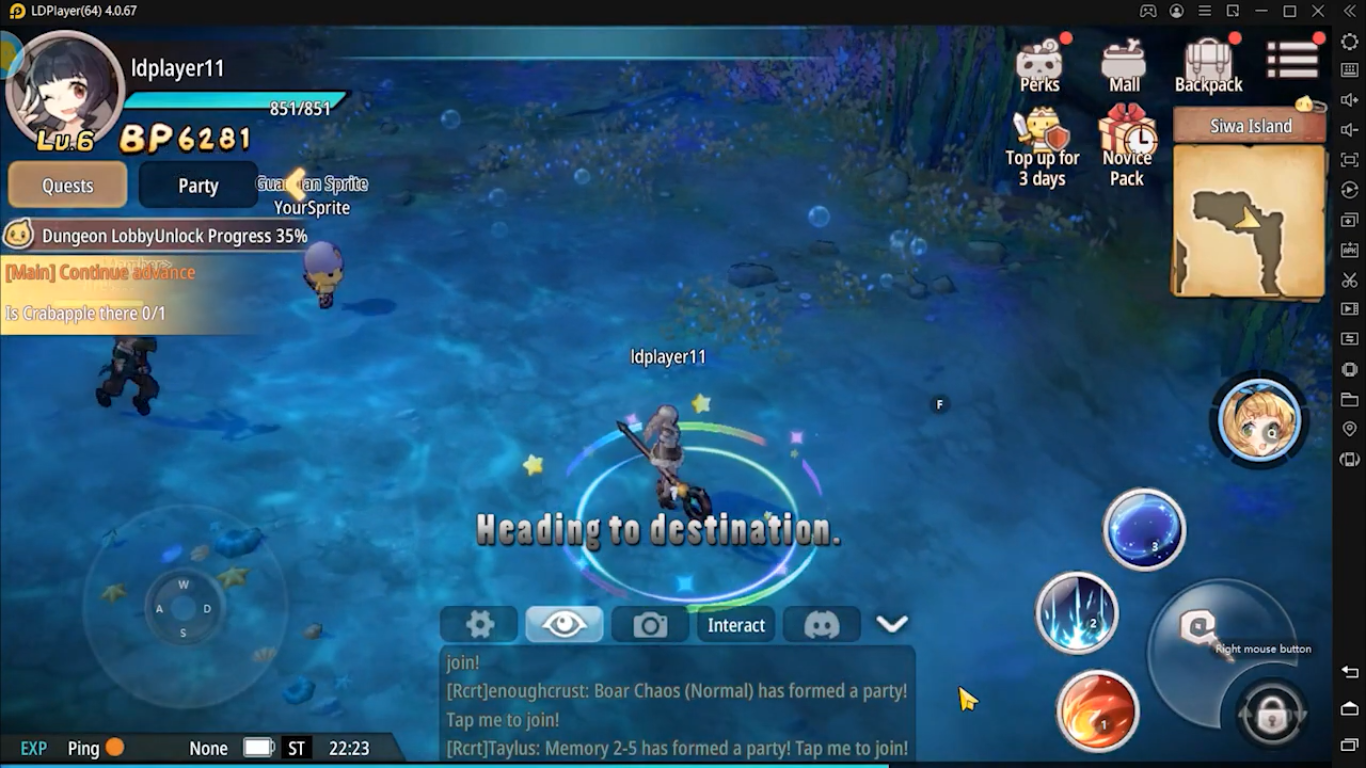 LDPlayer(64) 4.0.67
ldplayer11
851/851
Lv.6
BP 6281
Quests
Party
Guardian Sprite
YourSprite
Dungeon LobbyUnlock Progress 35%
[Main] Continue advance
Is Crabapple there 0/1
Perks
Mall
Backpack
Top up for
3 days
Novice
Pack
Siwa Island
APK
ldplayer11
F
Heading to destination.
W
A
D
S
3
2
1
Right mouse button
Interact
join!
[Rcrt]enoughcrust: Boar Chaos (Normal) has formed a party!
Tap me to join!
[Rcrt]Taylus: Memory 2-5 has formed a party! Tap me to join!
EXP
Ping
None
ST
22:23